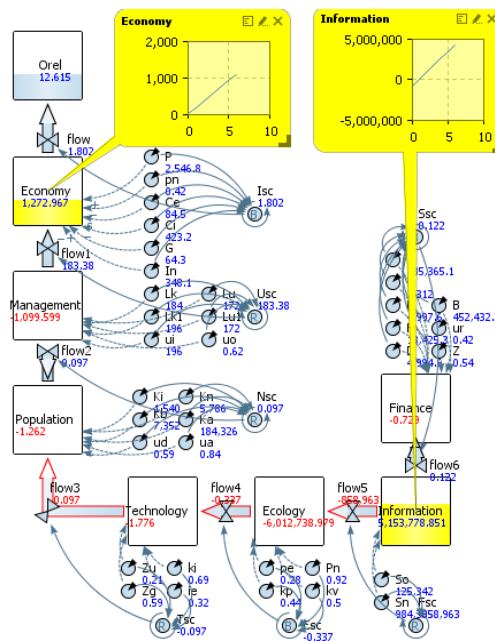 Economy
2,000
1,000
0
0 5 10
Information
5,000,000
0
-5,000,000
0 5 10
Orel
12.615
flow
1.802
Economy
1,272.967
P
2,546.8
pn
0.42
Ce
84.5
Ci
423.2
G
64.3
In
348.1
Isc
1.802
R
flow1
183.38
Management
-1,099.599
Lk
184
Lk1
196
ui
196
Lu
172
Lu1
172
uo
0.62
Usc
183.38
R
flow2
0.097
Population
-1.262
Ki
Kn
5,786
Kb
7,352
Ka
184,326
ud
0.59
ua
0.84
Nsc
0.097
R
Ssc
0.122
B
ur
0.42
Z
0.54
Finance
-0.729
flow6
0.122
flow3
-0.097
Technology
-1.776
flow4
-0.337
Ecology
-6,012,738.979
flow5
-858.963
Information
5,153,778.851
Zu
0.21
ki
0.69
Zg
0.59
ie
0.32
Tsc
-0.097
R
pe
0.28
Pn
0.92
kp
0.44
kv
0.5
Esc
-0.337
R
So
125,342
Sn
Fsc
R